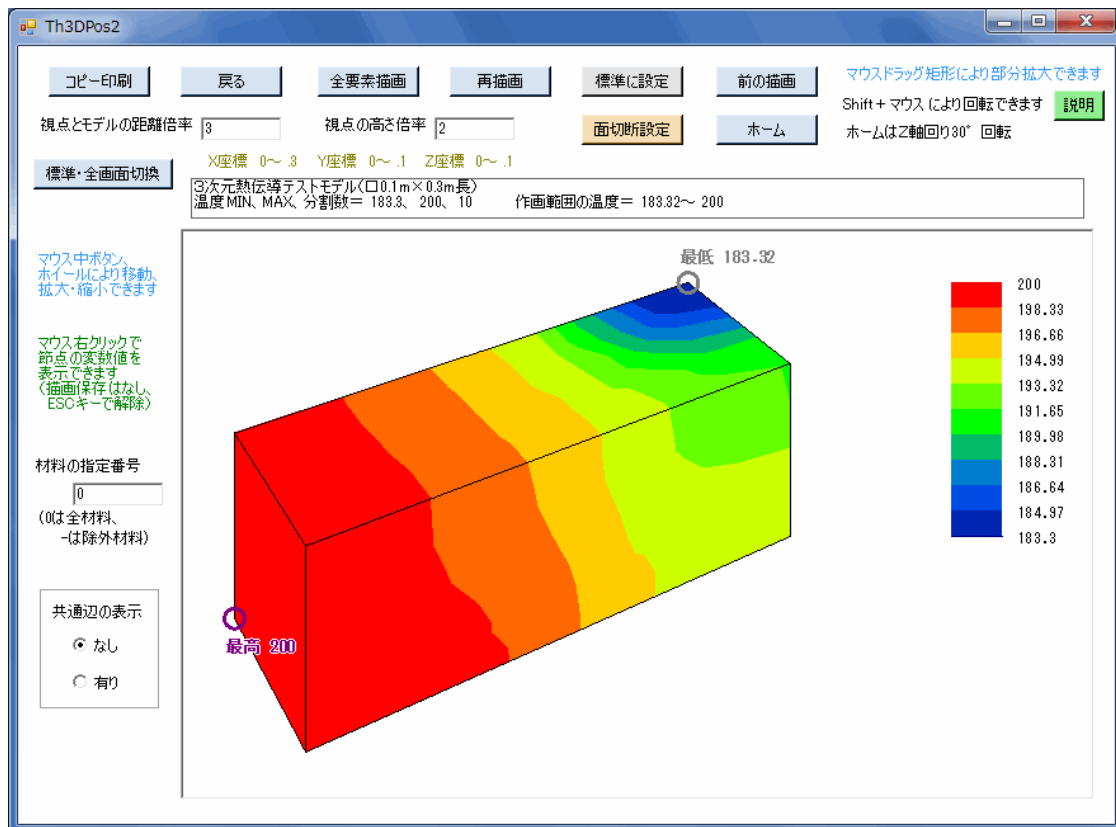 Th3DPos2
コピー印刷
戻る
全要素描画
再描画
標準に設定
前の描画
マウスドラッグ矩形により部分拡大できます
Shift+マウスにより回転できます
説明
視点とモデルの距離倍率 3
視点の高さ倍率 2
面切断設定
ホーム
ホームはZ軸回り30° 回転
標準・全画面切換
X座標 0～.3 Y座標 0～.1 Z座標 0～.1
3次元熱伝導テストモデル(口0.1m×0.3m長)
温度MIN、MAX、分割数= 183.3、 200、 10 作画範囲の温度= 183.32～ 200
マウス中ボタン、
ホイールにより移動、
拡大・縮小できます
マウス右クリックで
節点の変数値を
表示できます
(描画保存はなし、
ESCキーで解除)
材料の指定番号
0
(0は全材料、
-は除外材料)
共通辺の表示
なし
有り
最低 183.32
最高 200
200
198.33
196.66
194.99
193.32
191.65
189.98
188.31
186.64
184.97
183.3